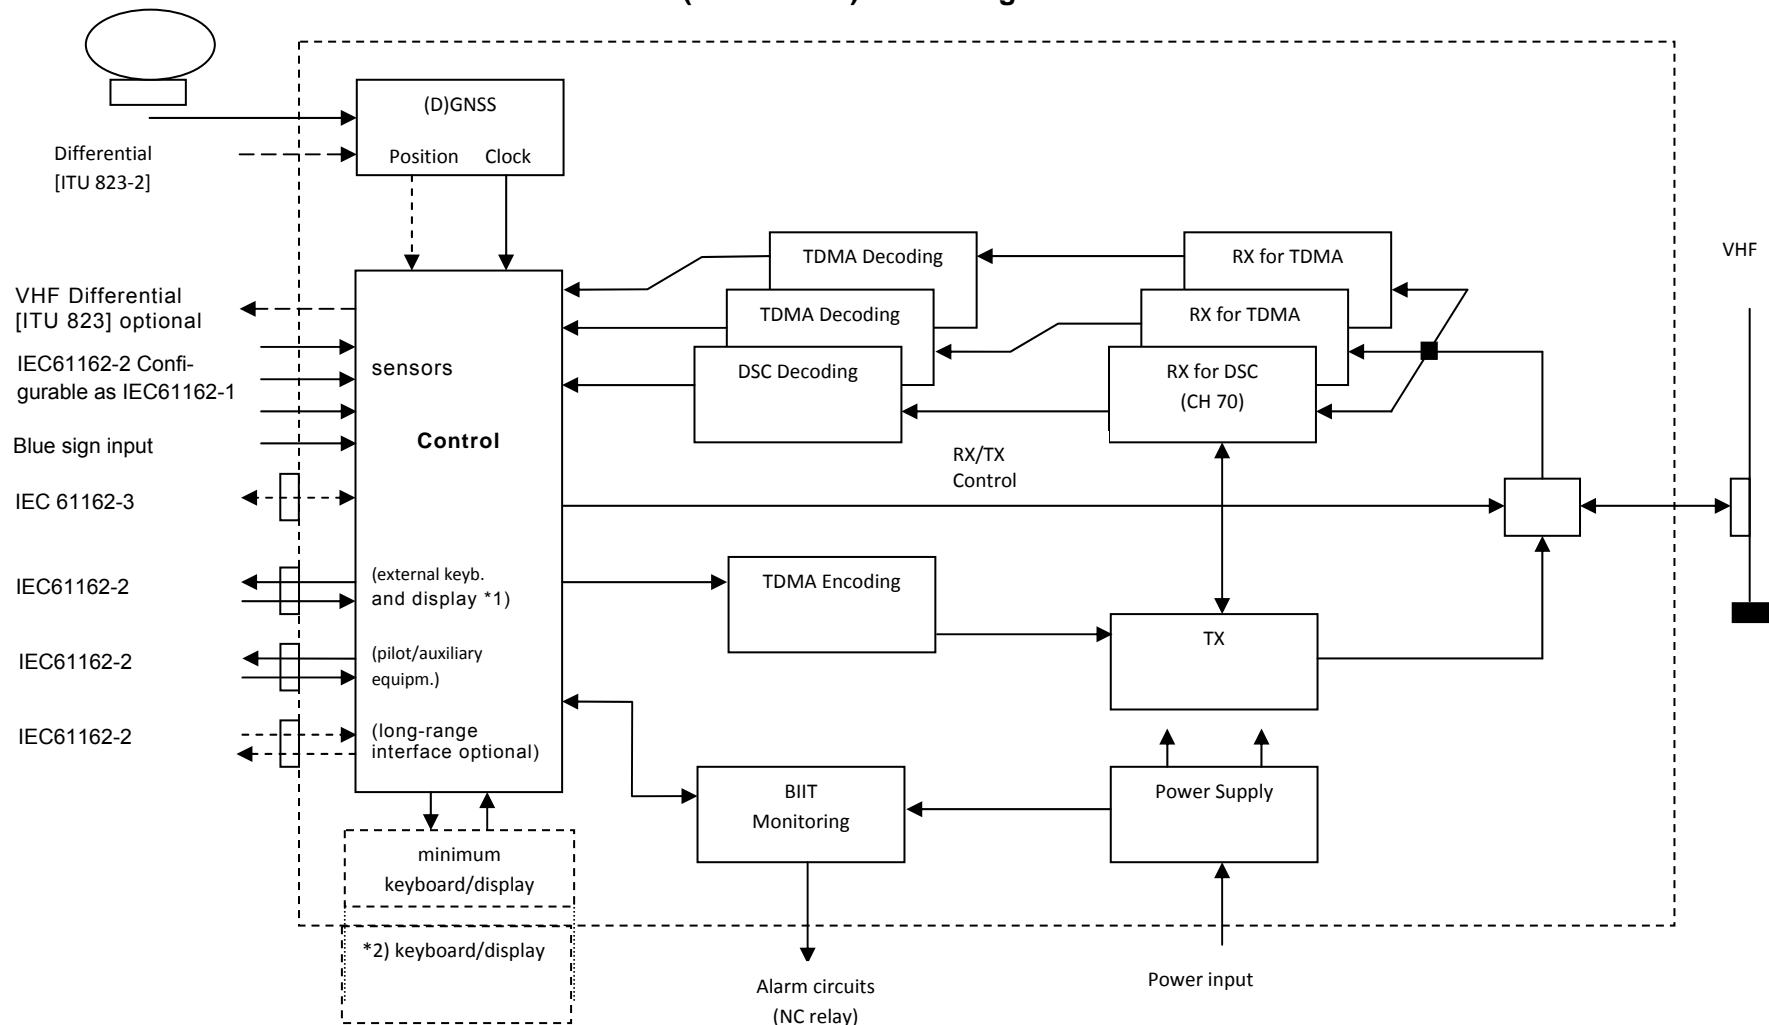 (D)GNSS
Position Clock
Differential
[ITU 823-2]
VHF Differential
[ITU 823] optional
IEC61162-2 Confi-
gurable as IEC61162-1
Blue sign input
IEC 61162-3
IEC61162-2
IEC61162-2
IEC61162-2
sensors
Control
(external keyb.
and display *1)
(pilot/auxiliary
equipm.)
(long-range
interface optional)
TDMA Decoding
TDMA Decoding
DSC Decoding
RX for TDMA
RX for TDMA
RX for DSC
(CH 70)
VHF
RX/TX
Control
TDMA Encoding
TX
BIIT
Monitoring
Power Supply
minimum
keyboard/display
*2) keyboard/display
Alarm circuits
(NC relay)
Power input